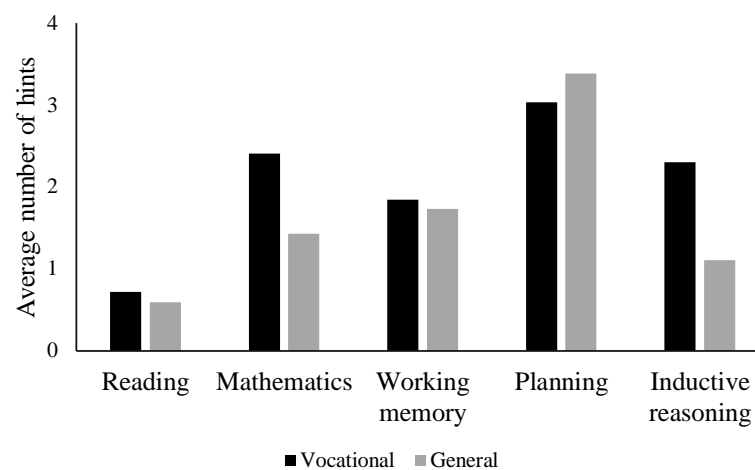 Average number of hints
4
3
2
1
0
Reading
Mathematics
Working
memory
Planning
Inductive
reasoning
Vocational
General